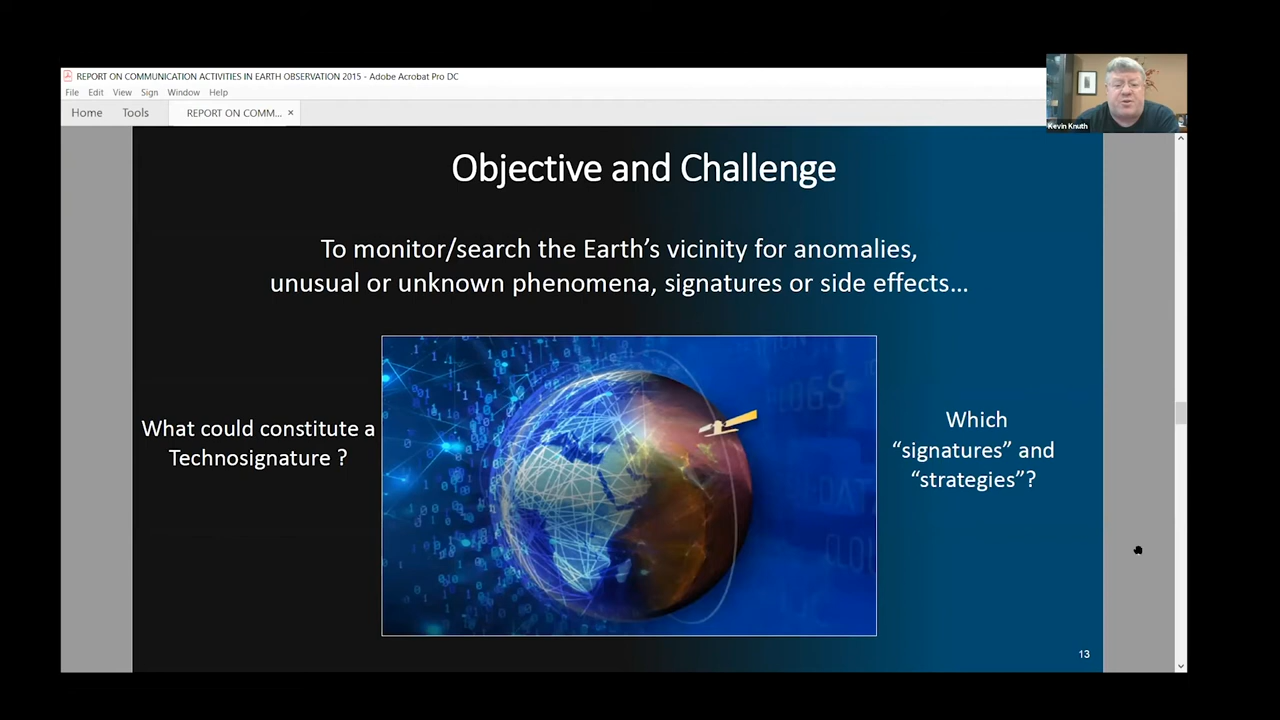 REPORT ON COMMUNICATION ACTIVITIES IN EARTH OBSERVATION 2015 - Adobe Acrobat Pro DC
File Edit View Sign Window Help
Home Tools REPORT ON COMM... ×
Kevin Knuth
Objective and Challenge
To monitor/search the Earth’s vicinity for anomalies,
unusual or unknown phenomena, signatures or side effects…
What could constitute a
Technosignature ?
Which
“signatures” and
“strategies”?
13